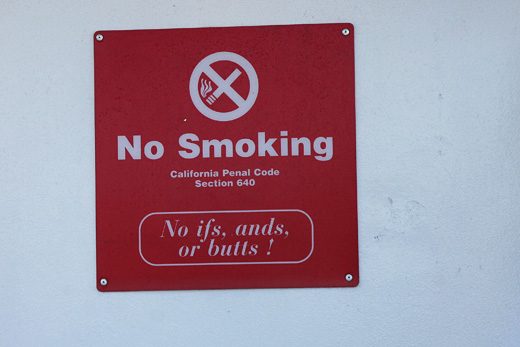 No Smoking
California Penal Code
Section 640
No ifs, ands,
or butts !